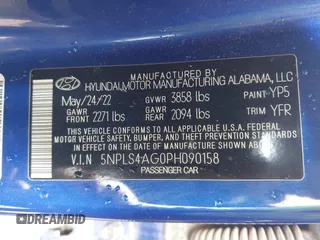 MANUFACTURED BY
HYUNDAI MOTOR MANUFACTURING ALABAMA, LLC
May/24/22 GVWR 3858 lbs PAINT YP5
GAWR FRONT 2271 lbs GAWR REAR 2094 lbs TRIM YFR
THIS VEHICLE CONFORMS TO ALL APPLICABLE
FEDERAL MOTOR VEHICLE SAFETY, BUMPER, AND THEFT PREVENTION
STANDARDS IN EFFECT ON THE DATE OF MANUFACTURE SHOWN ABOVE.
V.I.N 5NPLS4AG0PH090158
PASSENGER CAR
DREAMBID